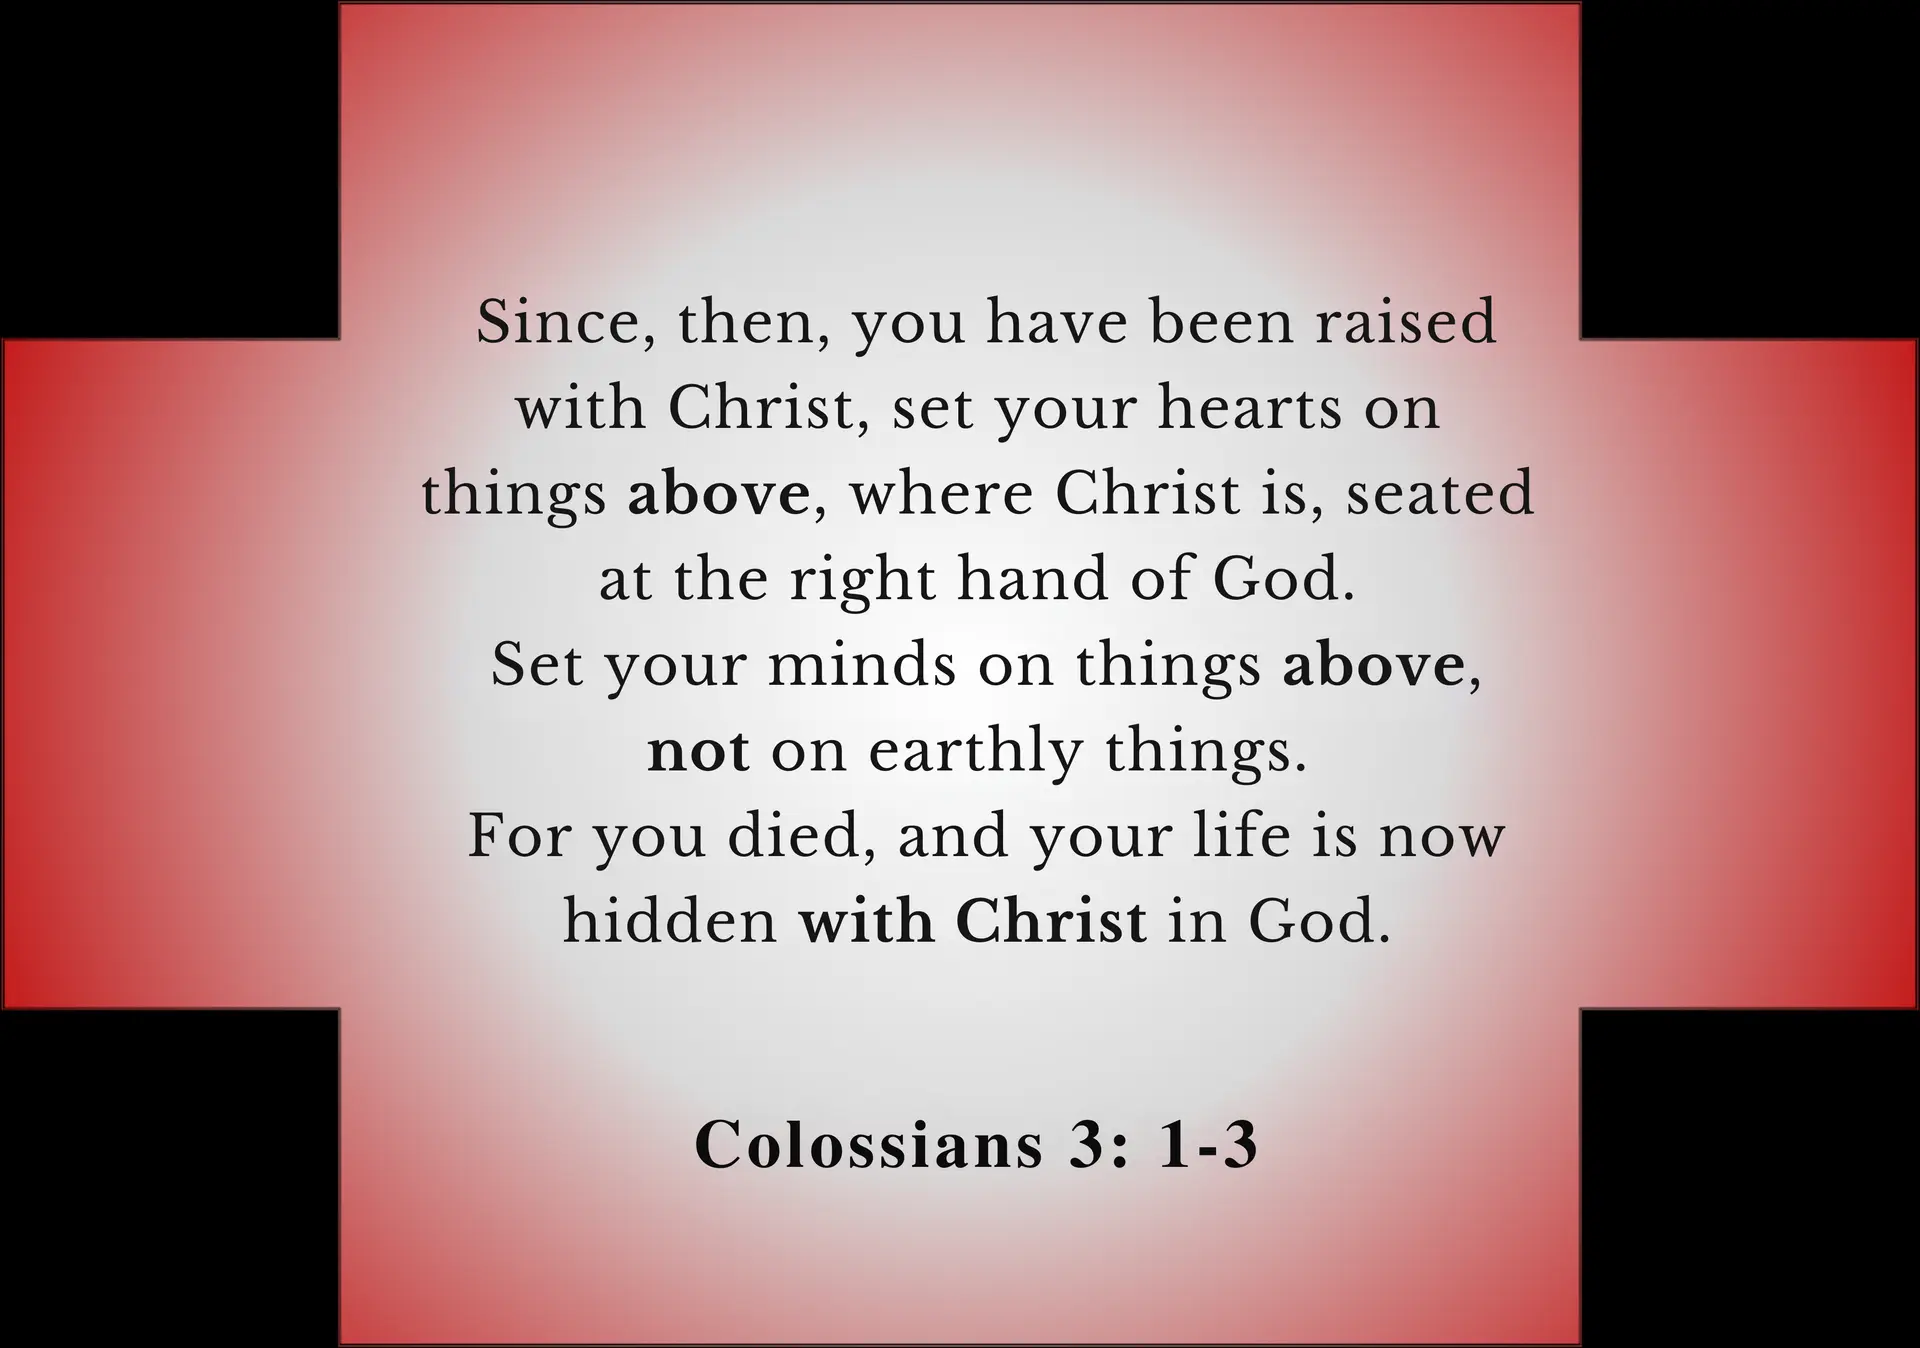 Since, then, you have been raised
with Christ, set your hearts on
things above, where Christ is, seated
at the right hand of God.
Set your minds on things above,
not on earthly things.
For you died, and your life is now
hidden with Christ in God.
Colossians 3: 1-3